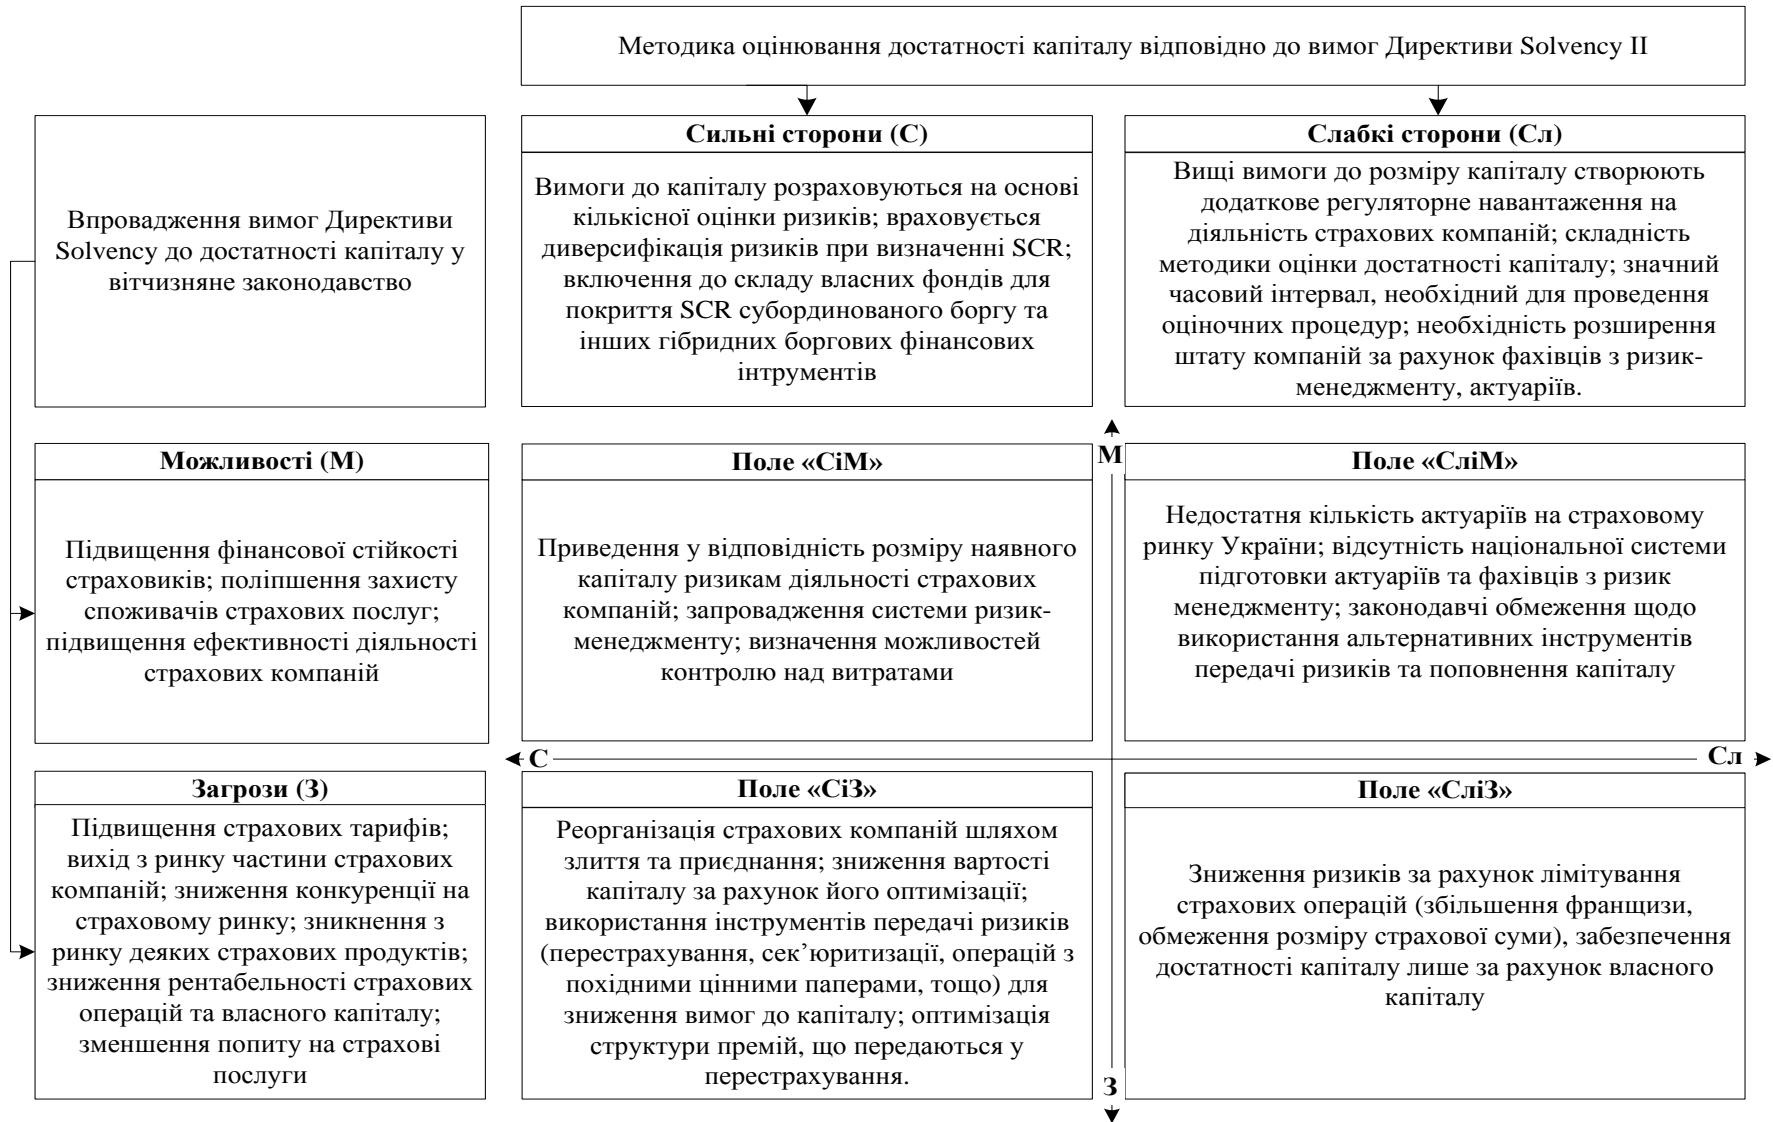 Методика оцінювання достатності капіталу відповідно до вимог Директиви Solvency II
Впровадження вимог Директиви
Solvency до достатності капіталу у
вітчизняне законодавство
Сильні сторони (С)
Вимоги до капіталу розраховуються на основі
кількісної оцінки ризиків; враховується
диверсифікація ризиків при визначенні SCR;
включення до складу власних фондів для
покриття SCR субординованого боргу та
інших гібридних боргових фінансових
інтрументів
Слабкі сторони (Сл)
Вищі вимоги до розміру капіталу створюють
додаткове регуляторне навантаження на
діяльність страхових компаній; складність
методики оцінки достатності капіталу; значний
часовий інтервал, необхідний для проведення
оціночних процедур; необхідність розширення
штату компаній за рахунок фахівців з ризик-
менеджменту, актуаріїв.
Можливості (М)
Підвищення фінансової стійкості
страховиків; поліпшення захисту
споживачів страхових послуг;
підвищення ефективності діяльності
страхових компаній
Поле «СіМ»
Приведення у відповідність розміру наявного
капіталу ризикам діяльності страхових
компаній; запровадження системи ризик-
менеджменту; визначення можливостей
контролю над витратами
М
Поле «СліМ»
Недостатня кількість актуаріїв на страховому
ринку України; відсутність національної системи
підготовки актуаріїв та фахівців з ризик
менеджменту; законодавчі обмеження щодо
використання альтернативних інструментів
передачі ризиків та поповнення капіталу
С
Сл
Загрози (З)
Підвищення страхових тарифів;
вихід з ринку частини страхових
компаній; зниження конкуренції на
страховому ринку; зникнення з
ринку деяких страхових продуктів;
зниження рентабельності страхових
операцій та власного капіталу;
зменшення попиту на страхові
послуги
Поле «СіЗ»
Реорганізація страхових компаній шляхом
злиття та приєднання; зниження вартості
капіталу за рахунок його оптимізації;
використання інструментів передачі ризиків
(перестрахування, сек’юритизації, операцій з
похідними цінними паперами, тощо) для
зниження вимог до капіталу; оптимізація
структури премій, що передаються у
перестрахування.
З
Поле «СліЗ»
Зниження ризиків за рахунок лімітування
страхових операцій (збільшення францизи,
обмеження розміру страхової суми), забезпечення
достатності капіталу лише за рахунок власного
капіталу